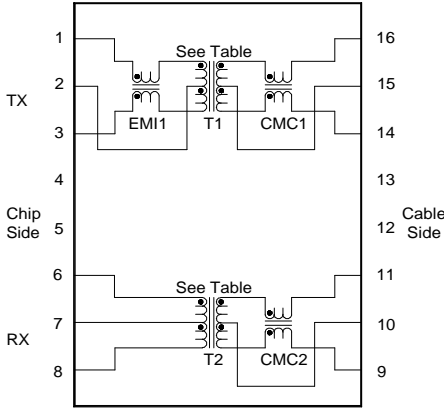 1 16
See Table
2 15
TX
EMI1 T1 CMC1
3 14
4 13
Chip Side
5 12
Cable Side
6 11
See Table
7 10
RX
T2 CMC2
8 9